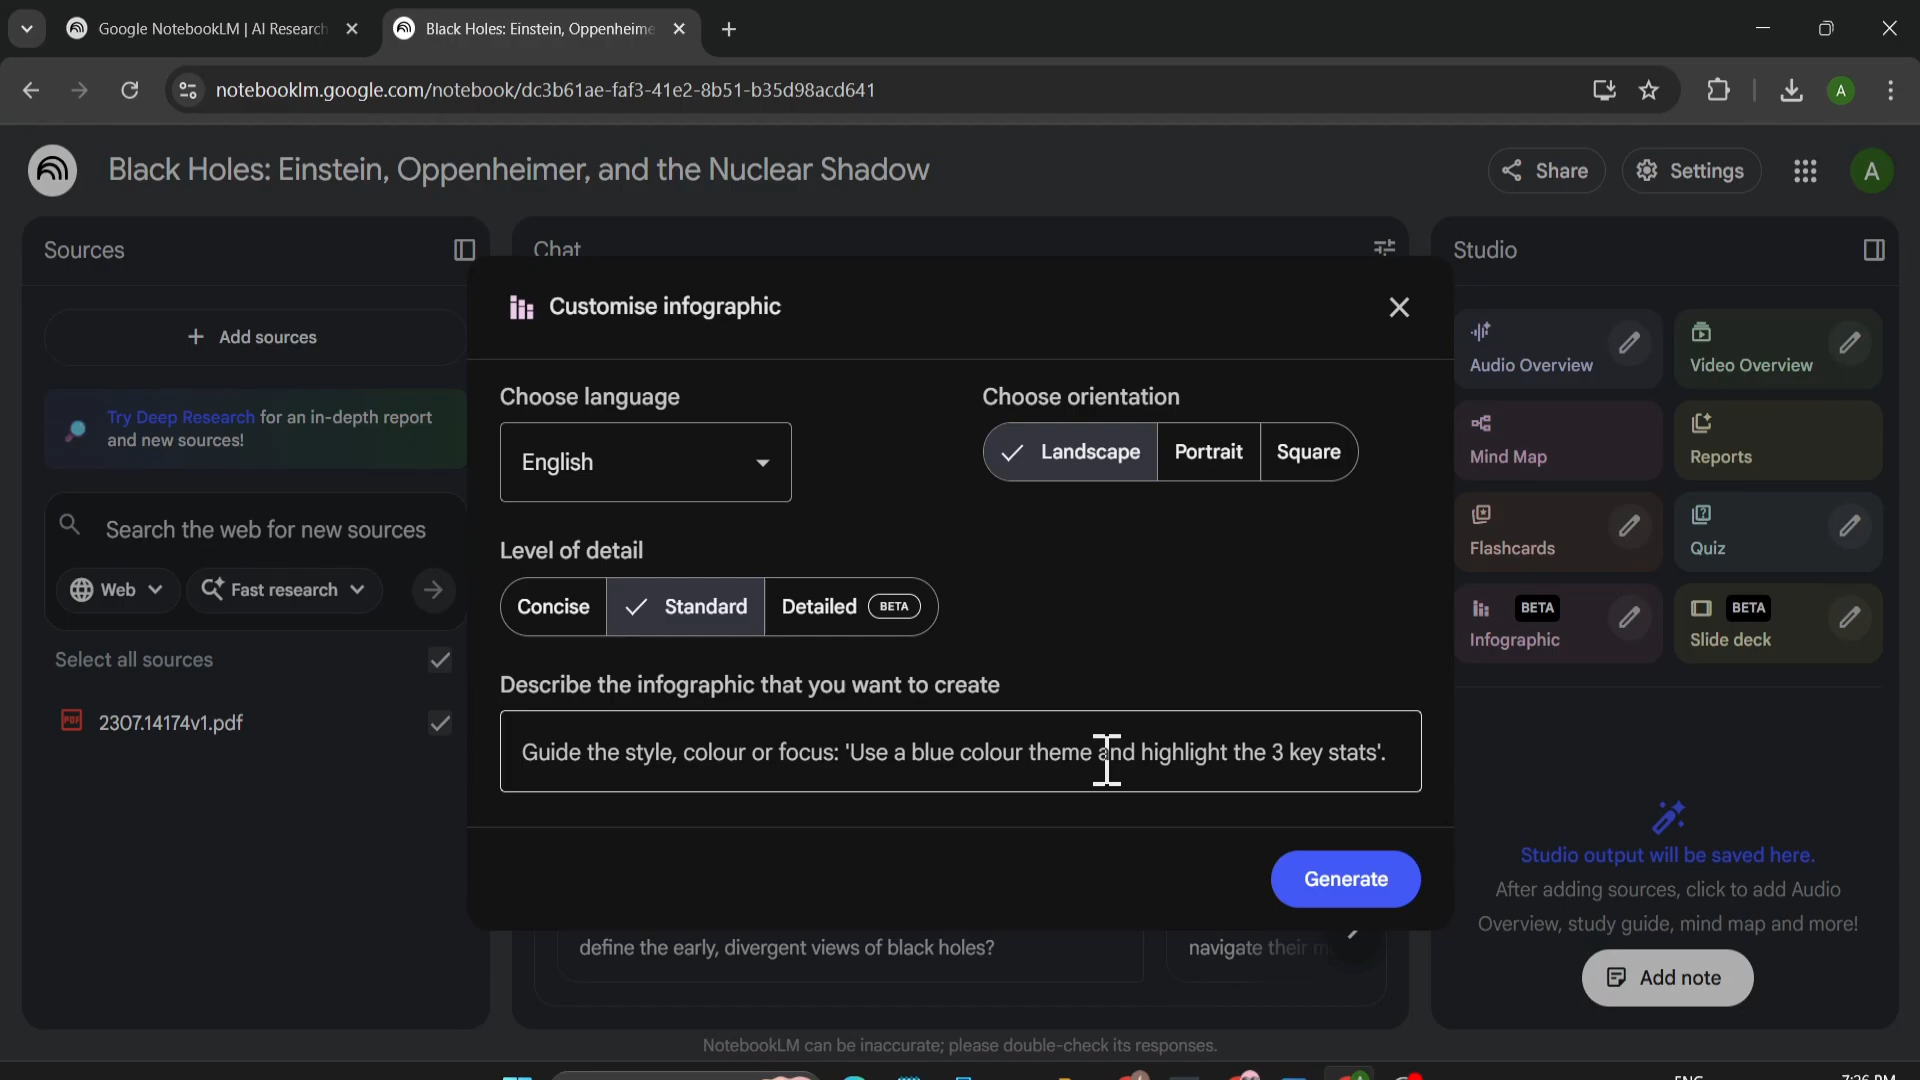 Google NotebookLM | AI Research
Black Holes: Einstein, Oppenheime
notebooklm.google.com/notebook/dc3b61ae-faf3-41e2-8b51-b35d98acd641
A
Black Holes: Einstein, Oppenheimer, and the Nuclear Shadow
Share
Settings
A
Sources
Add sources
Try Deep Research for an in-depth report
and new sources!
Search the web for new sources
Web
Fast research
Select all sources
PDF
2307.14174v1.pdf
Chat
Customise infographic
Choose language
English
Choose orientation
Landscape
Portrait
Square
Level of detail
Concise
Standard
Detailed
BETA
Describe the infographic that you want to create
Guide the style, colour or focus: 'Use a blue colour theme and highlight the 3 key stats'.
Generate
define the early, divergent views of black holes?
navigate their
Studio
Audio Overview
Video Overview
Mind Map
Reports
Flashcards
Quiz
BETA
Infographic
BETA
Slide deck
Studio output will be saved here.
After adding sources, click to add Audio
Overview, study guide, mind map and more!
Add note
NotebookLM can be inaccurate; please double-check its responses.
ENG
7:26 PM